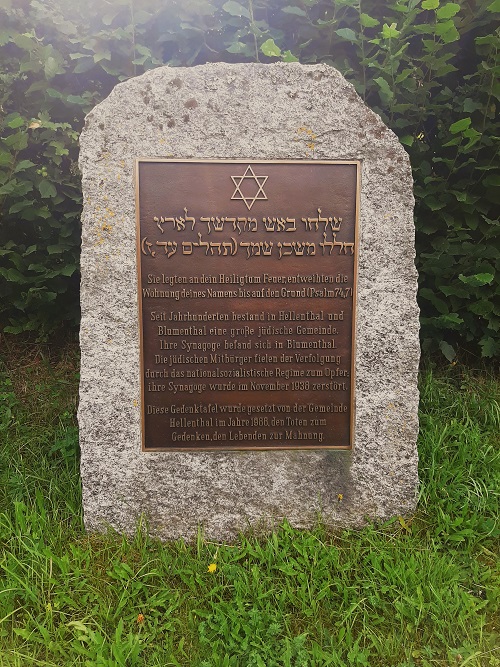 שלחו באש מקדשך לארץ
חללו משכן שמך (תהלים עד,ז)
Sie legten an dein Heiligtum Feuer, entweihten die
Wohnung deines Namens bis auf den Grund (Psalm 74,7)
Seit Jahrhunderten bestand in Hellenthal und
Blumenthal eine große jüdische Gemeinde.
Ihre Synagoge befand sich in Blumenthal.
Die jüdischen Mitbürger fielen der Verfolgung
durch das nationalsozialistische Regime zum Opfer,
ihre Synagoge wurde im November 1938 zerstört.
Diese Gedenktafel wurde gesetzt von der Gemeinde
Hellenthal im Jahre 1986, den Toten zum
Gedenken, den Lebenden zur Mahnung.